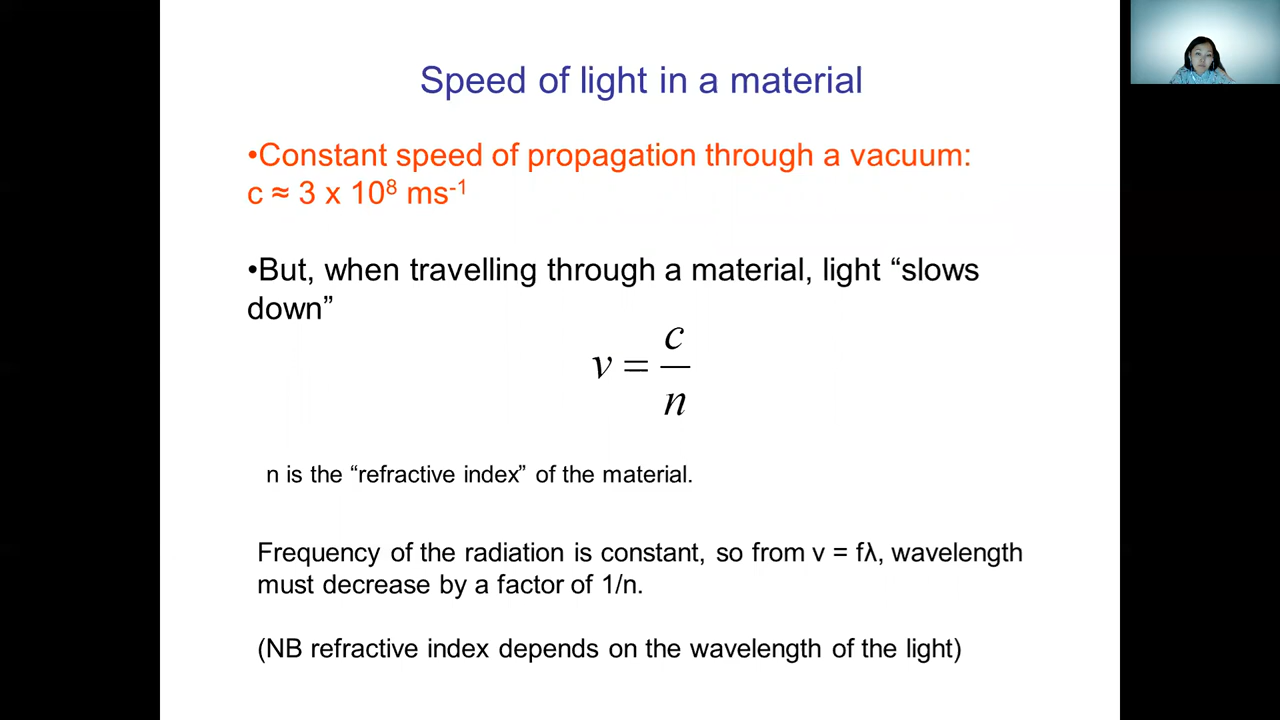 Speed of light in a material
•Constant speed of propagation through a vacuum:
c ≈ 3 x 10⁸ ms⁻¹
•But, when travelling through a material, light “slows
down”
v = c/n
n is the “refractive index” of the material.
Frequency of the radiation is constant, so from v = fλ, wavelength
must decrease by a factor of 1/n.
(NB refractive index depends on the wavelength of the light)